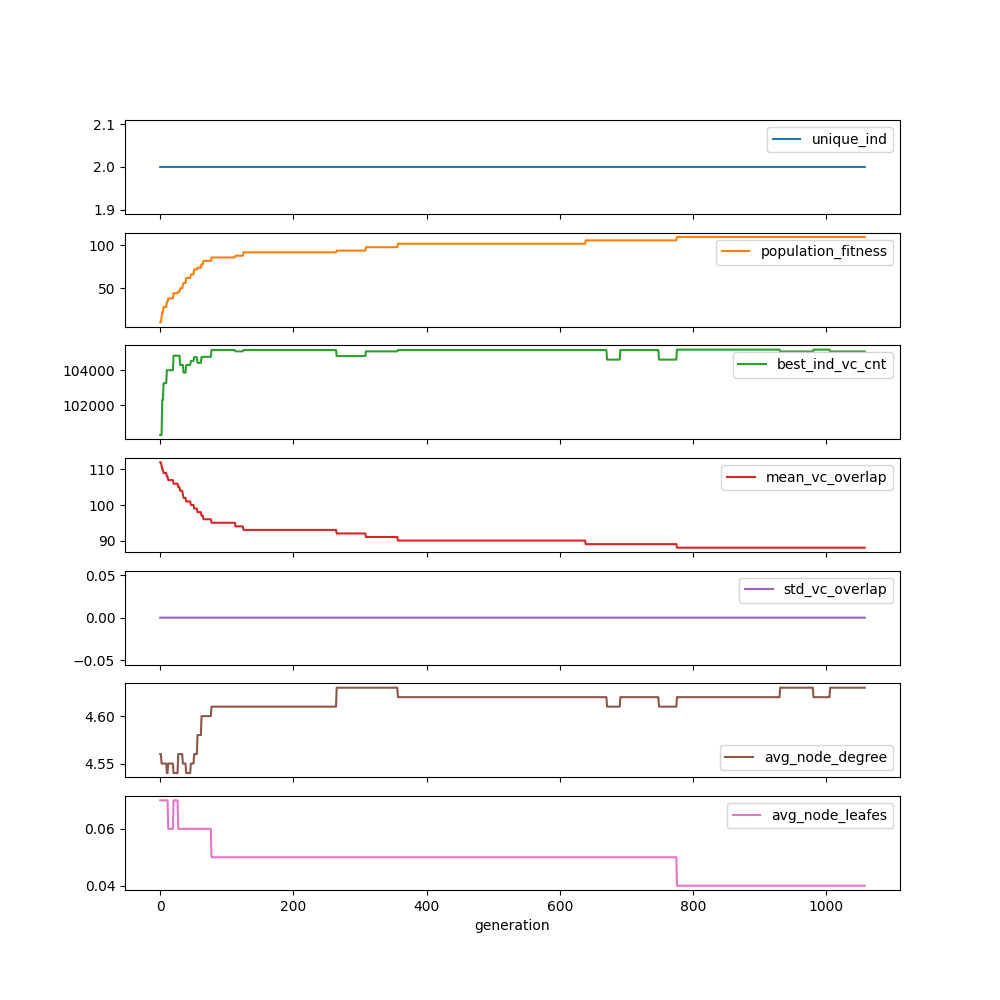 2.1
2.0
1.9
unique_ind
100
50
population_fitness
104000
102000
best_ind_vc_cnt
110
100
90
mean_vc_overlap
0.05
0.00
−0.05
std_vc_overlap
4.60
4.55
avg_node_degree
0.06
0.04
avg_node_leafes
0 200 400 600 800 1000
generation